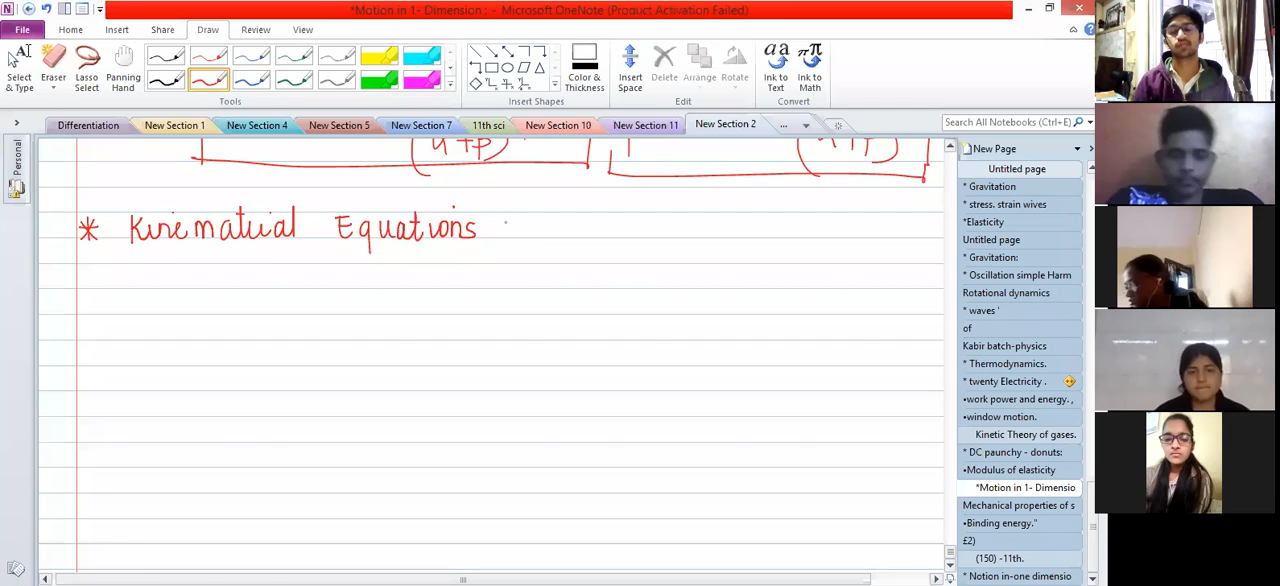 *Motion in 1- Dimension : - Microsoft OneNote (Product Activation Failed)
File Home Insert Share Draw Review View
Select & Type
Eraser
Lasso Select
Panning Hand
Color & Thickness
Insert Space
Delete
Arrange
Rotate
Ink to Text
Ink to Math
Tools Insert Shapes Edit Convert
Differentiation New Section 1 New Section 4 New Section 5 New Section 7 11th sci New Section 10 New Section 11 New Section 2 ...
Search All Notebooks (Ctrl+E)
Personal
* Kinematical Equations
New Page
Untitled page
* Gravitation
* stress. strain wives
*Elasticity
Untitled page
* Gravitation:
* Oscillation simple Harm
Rotational dynamics
* waves '
of
Kabir batch-physics
* Thermodynamics.
* twenty Electricity .
•work power and energy. ,
•window motion.
Kinetic Theory of gases.
* DC paunchy - donuts:
•Modulus of elasticity
*Motion in 1- Dimensio
Mechanical properties of s
•Binding energy."
£2)
(150) -11th.
* Notion in-one dimensio